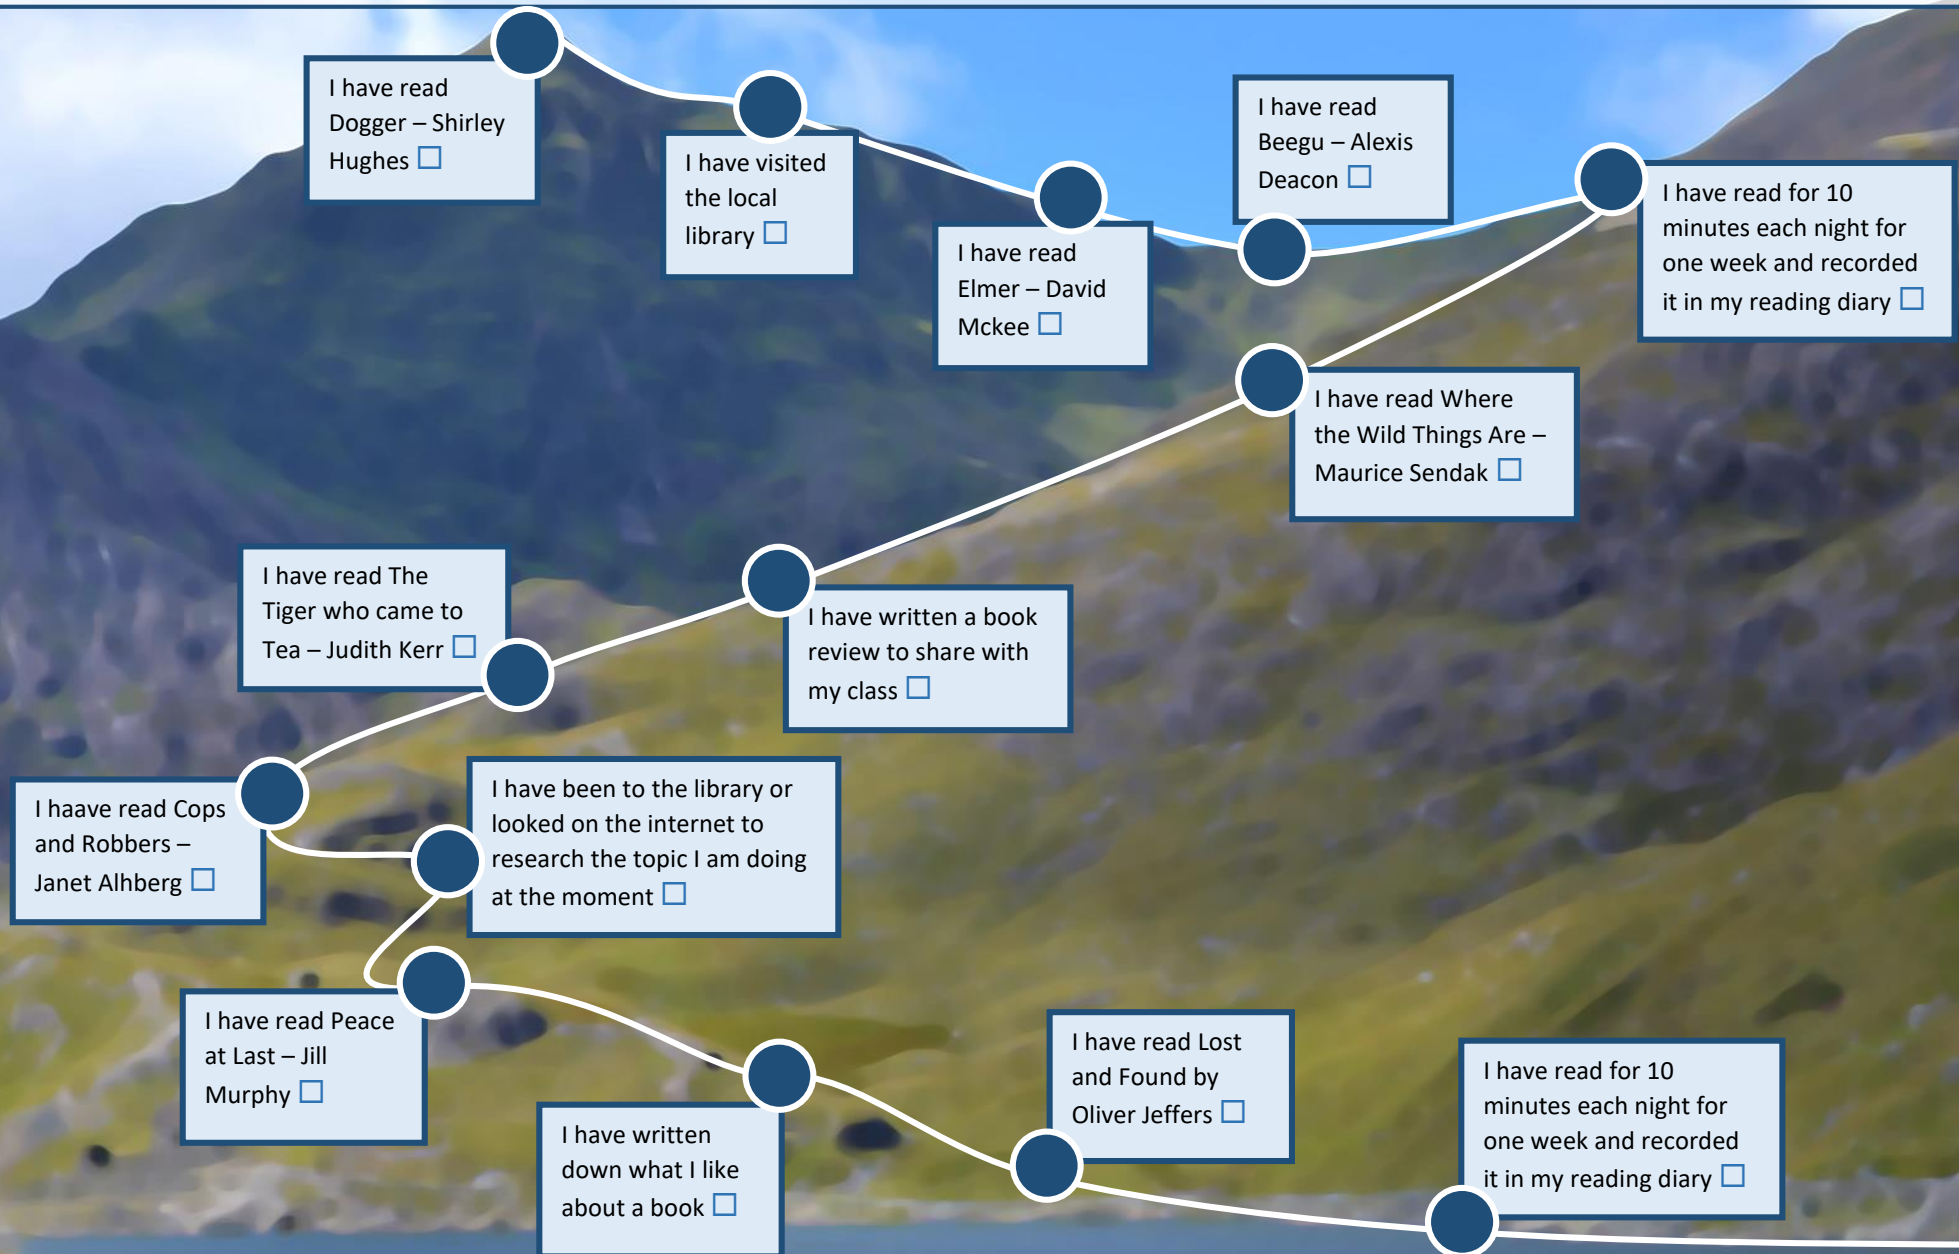 I have read
Dogger – Shirley
Hughes ☐
I have visited
the local
library ☐
I have read
Elmer – David
Mckee ☐
I have read
Beegu – Alexis
Deacon ☐
I have read for 10
minutes each night for
one week and recorded
it in my reading diary ☐
I have read Where
the Wild Things Are –
Maurice Sendak ☐
I have read The
Tiger who came to
Tea – Judith Kerr ☐
I have written a book
review to share with
my class ☐
I haave read Cops
and Robbers –
Janet Alhberg ☐
I have been to the library or
looked on the internet to
research the topic I am doing
at the moment ☐
I have read Peace
at Last – Jill
Murphy ☐
I have written
down what I like
about a book ☐
I have read Lost
and Found by
Oliver Jeffers ☐
I have read for 10
minutes each night for
one week and recorded
it in my reading diary ☐